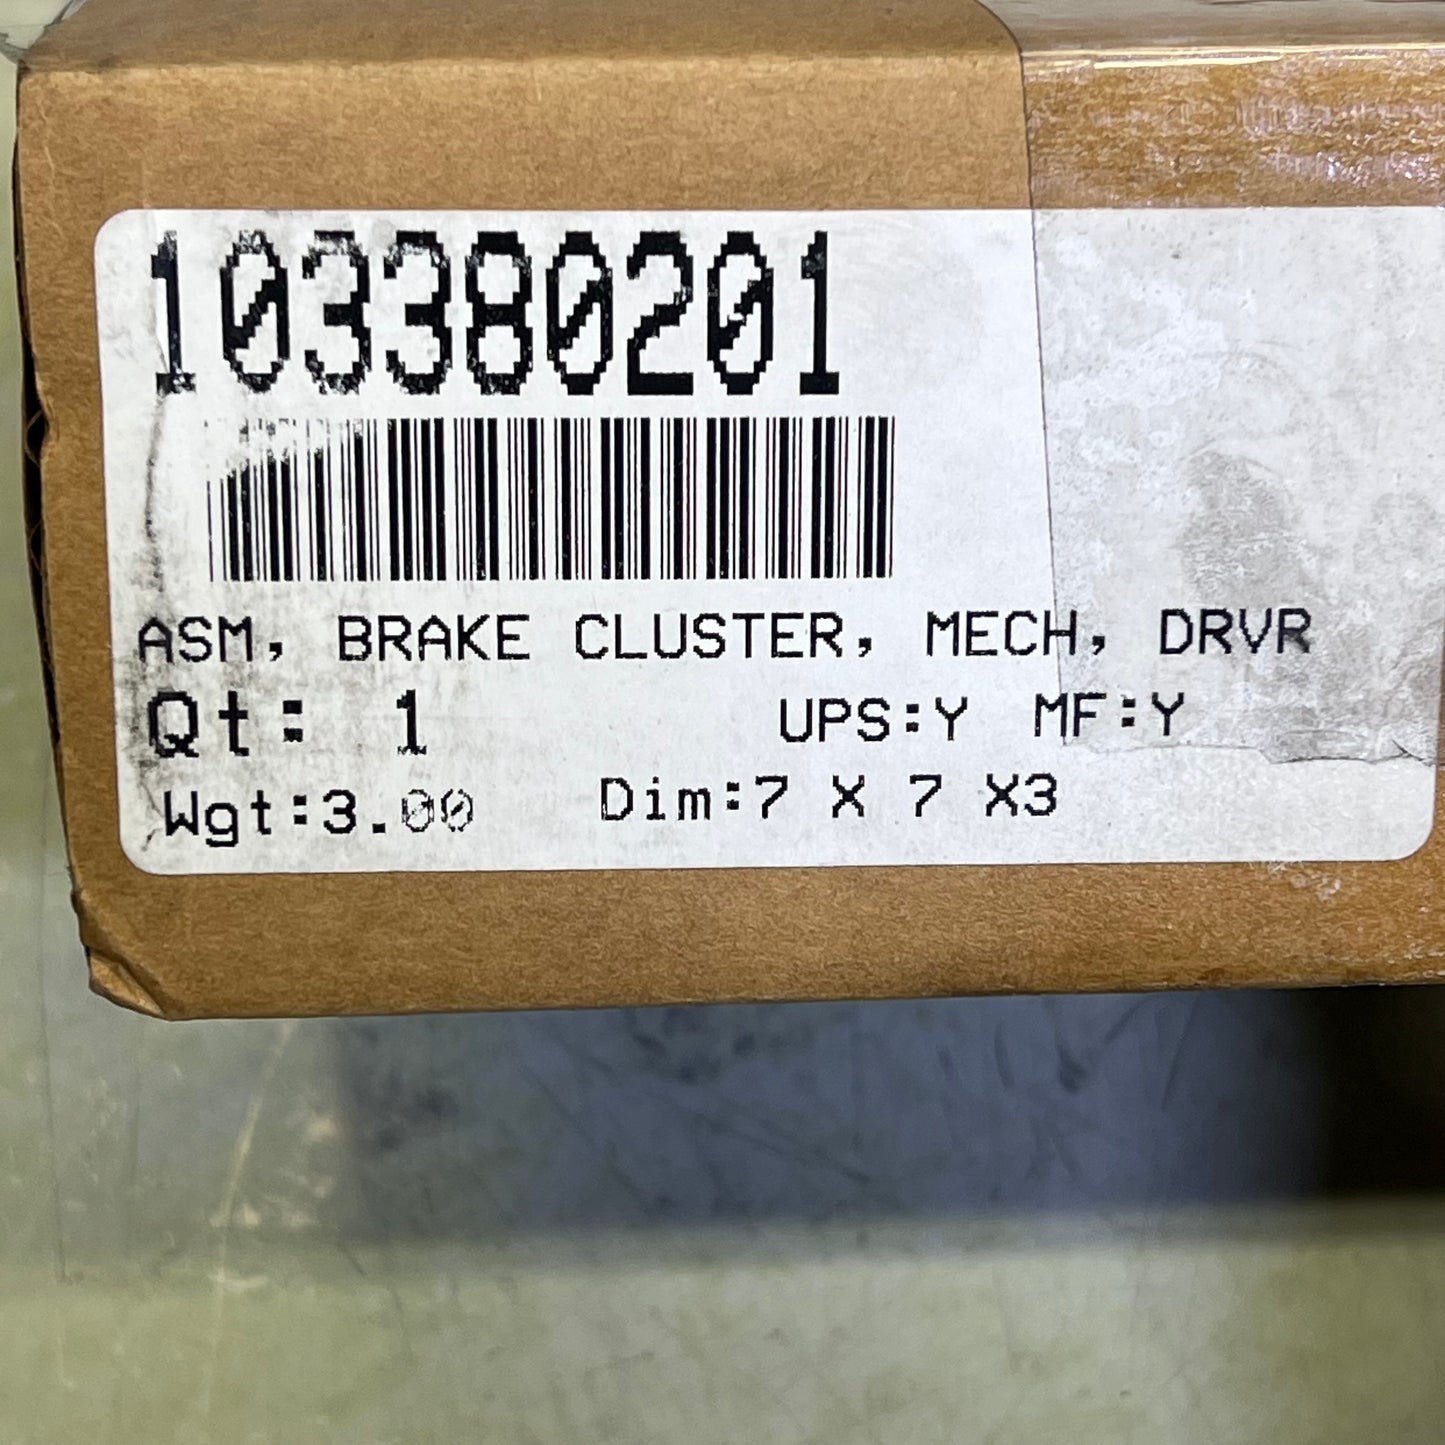 103380201
ASM, BRAKE CLUSTER, MECH, DRVR
Qt: 1 UPS:Y MF:Y
Wgt:3.00 Dim:7 X 7 X3